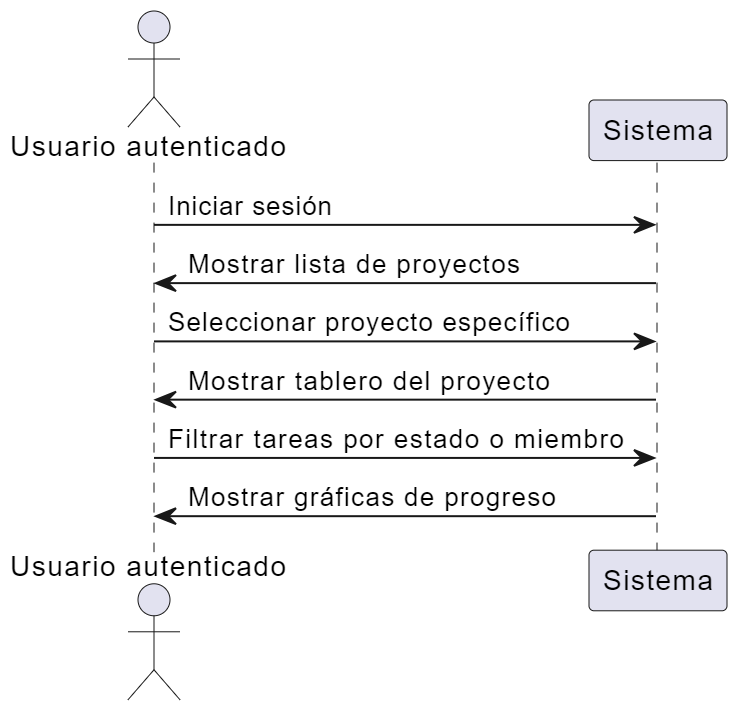 Usuario autenticado
Sistema
Iniciar sesión
Mostrar lista de proyectos
Seleccionar proyecto específico
Mostrar tablero del proyecto
Filtrar tareas por estado o miembro
Mostrar gráficas de progreso
Usuario autenticado
Sistema